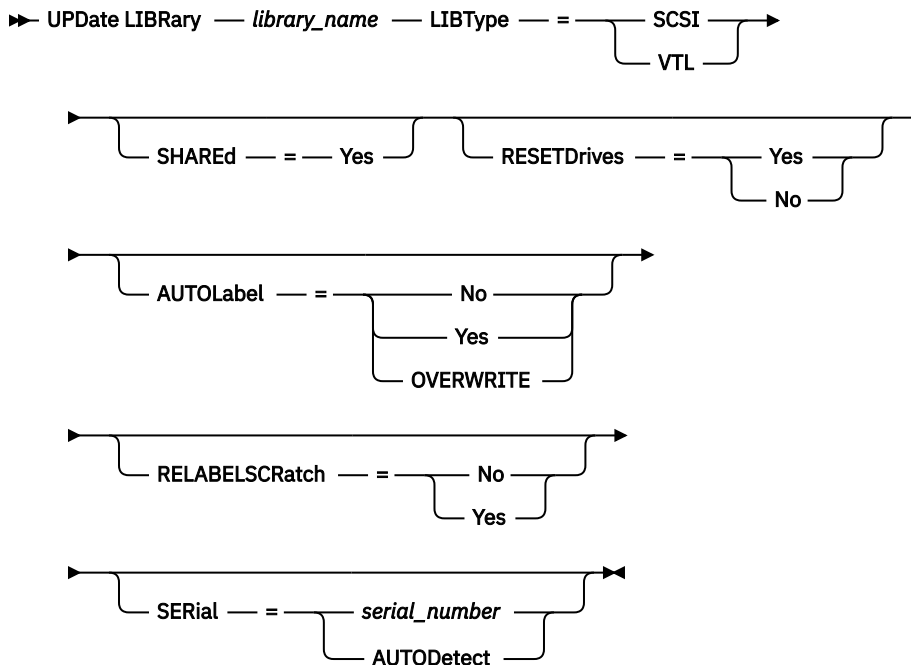 UPDate LIBRary library_name LIBType = SCSI
VTL
SHAREd = Yes RESETDrives = Yes
No
AUTOLabel = No
Yes
OVERWRITE
RELABELSCRatch = No
Yes
SERial = serial_number
AUTODetect